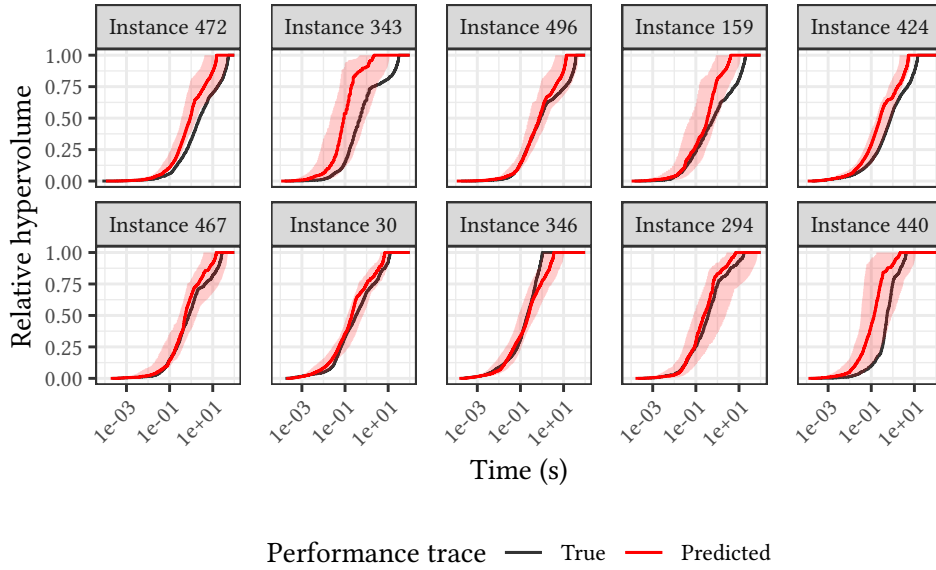 Instance 472
Instance 343
Instance 496
Instance 159
Instance 424
1.00
0.75
0.50
0.25
0.00
Relative hypervolume
Instance 467
Instance 30
Instance 346
Instance 294
Instance 440
1.00
0.75
0.50
0.25
0.00
1e-03 1e-01 1e+01
1e-03 1e-01 1e+01
1e-03 1e-01 1e+01
1e-03 1e-01 1e+01
1e-03 1e-01 1e+01
Time (s)
Performance trace True Predicted